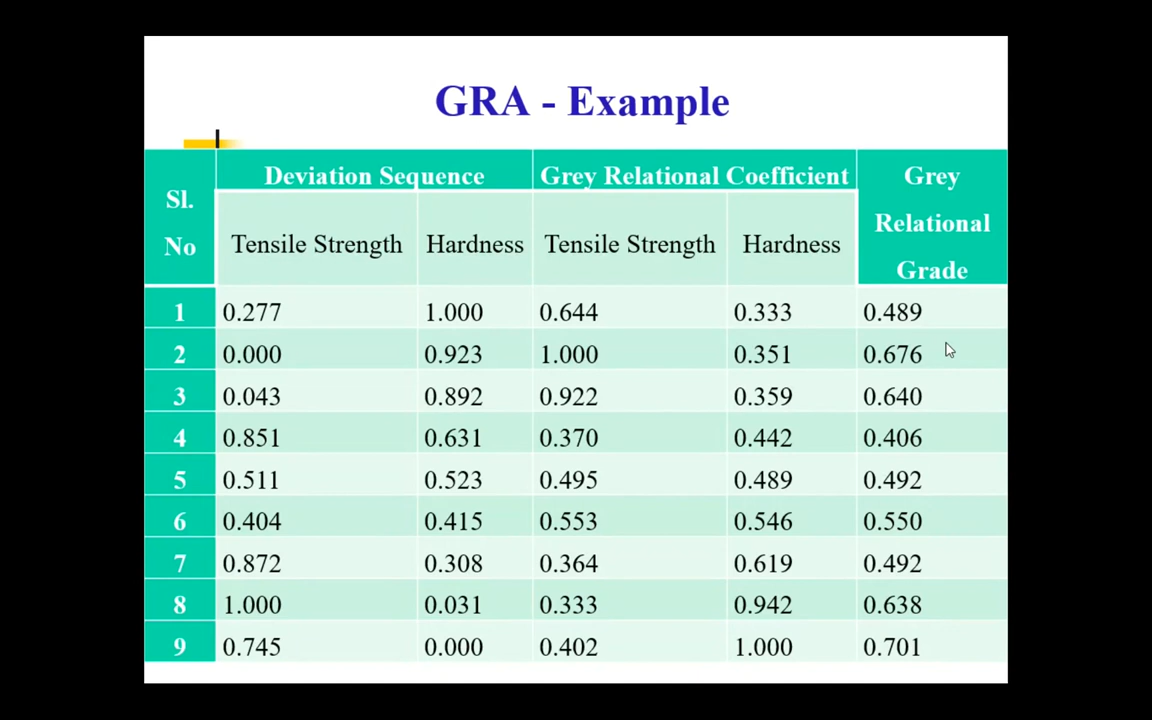 GRA - Example
Sl. No Deviation Sequence Grey Relational Coefficient Grey Relational Grade
Tensile Strength Hardness Tensile Strength Hardness
1 0.277 1.000 0.644 0.333 0.489
2 0.000 0.923 1.000 0.351 0.676
3 0.043 0.892 0.922 0.359 0.640
4 0.851 0.631 0.370 0.442 0.406
5 0.511 0.523 0.495 0.489 0.492
6 0.404 0.415 0.553 0.546 0.550
7 0.872 0.308 0.364 0.619 0.492
8 1.000 0.031 0.333 0.942 0.638
9 0.745 0.000 0.402 1.000 0.701